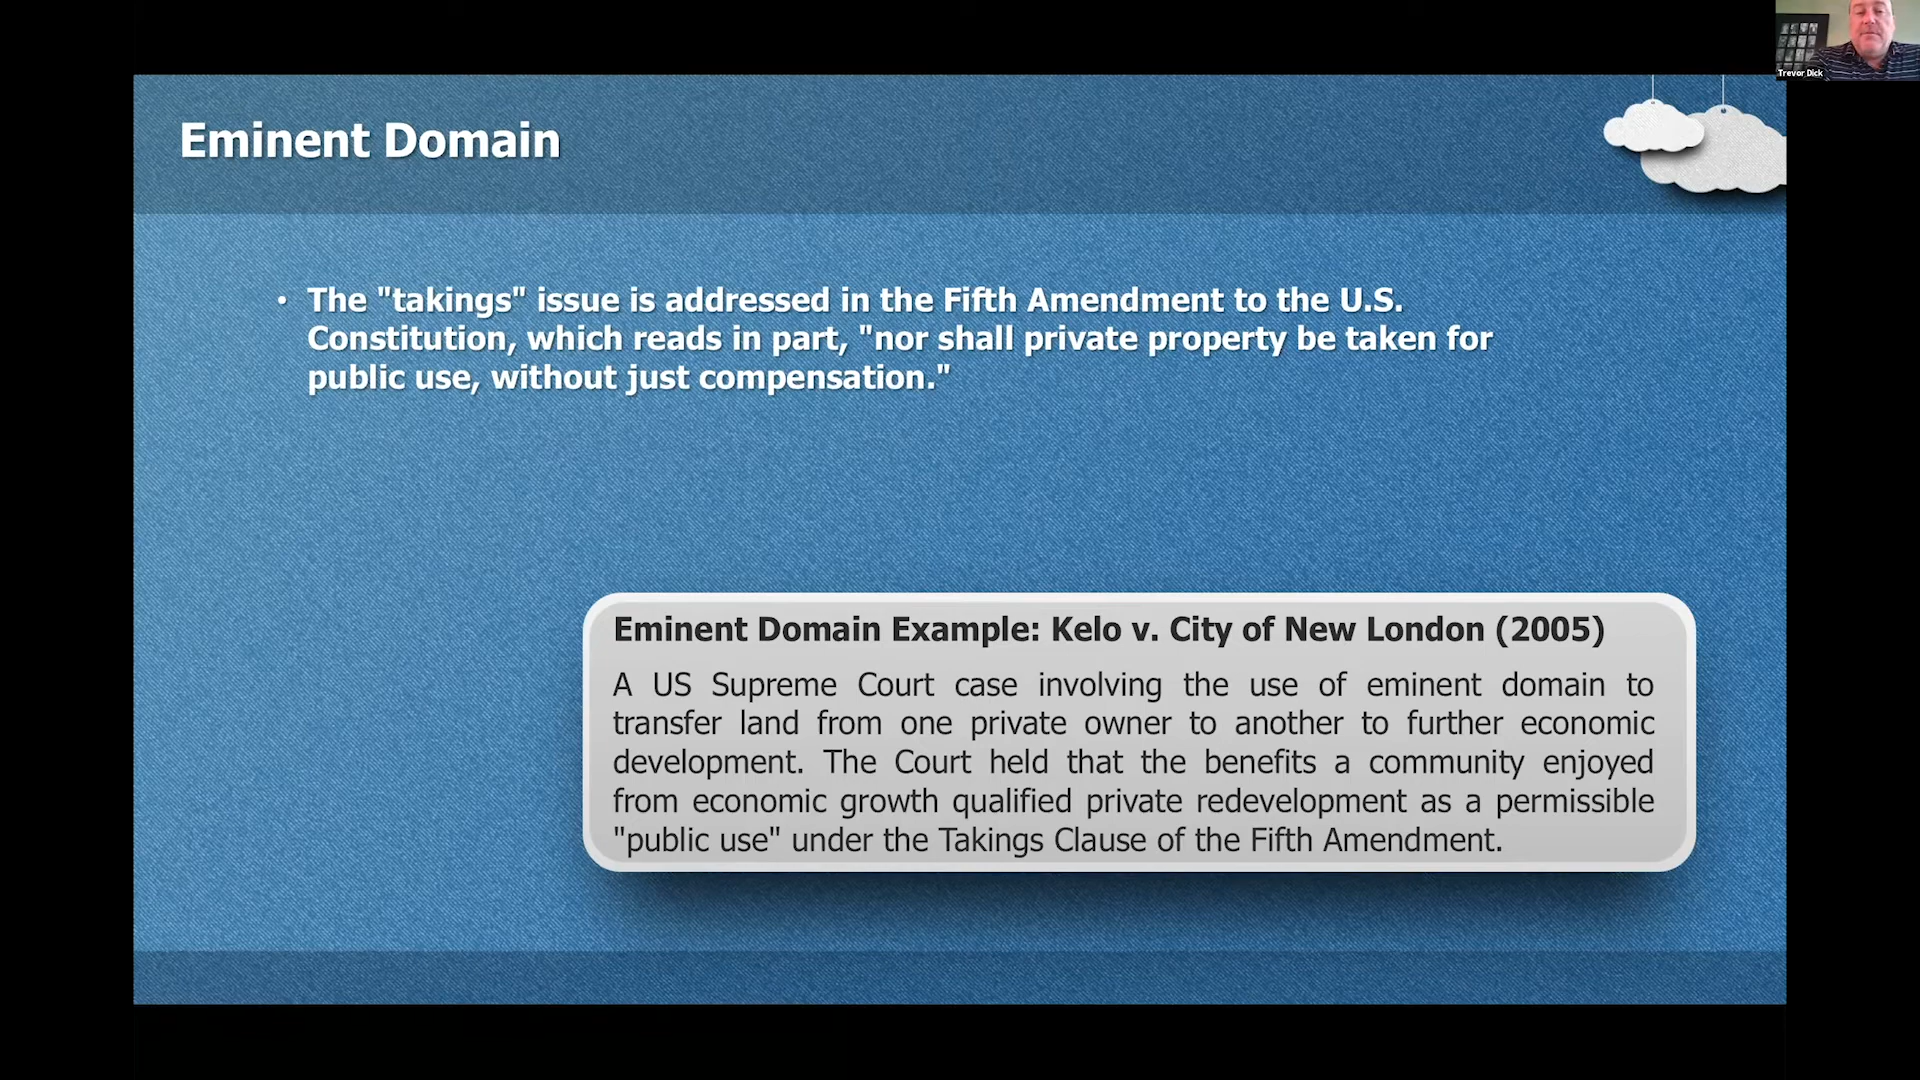 Trevor Dick
Eminent Domain
• The "takings" issue is addressed in the Fifth Amendment to the U.S.
Constitution, which reads in part, "nor shall private property be taken for
public use, without just compensation."
Eminent Domain Example: Kelo v. City of New London (2005)
A US Supreme Court case involving the use of eminent domain to
transfer land from one private owner to another to further economic
development. The Court held that the benefits a community enjoyed
from economic growth qualified private redevelopment as a permissible
"public use" under the Takings Clause of the Fifth Amendment.